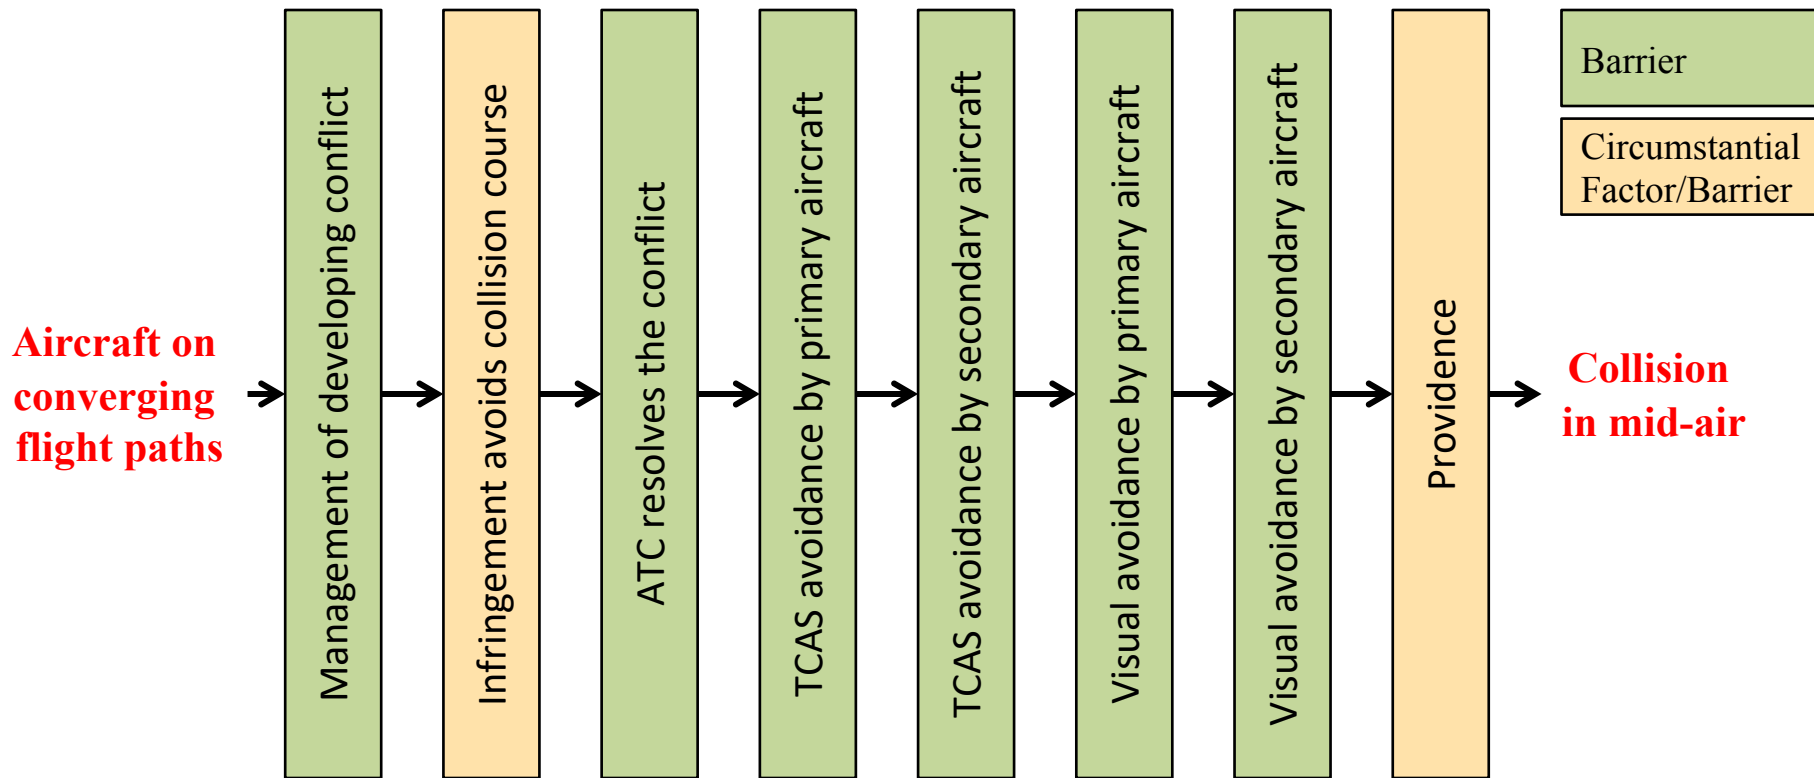 Aircraft on
converging
flight paths
Management of developing conflict
Infringement avoids collision course
ATC resolves the conflict
TCAS avoidance by primary aircraft
TCAS avoidance by secondary aircraft
Visual avoidance by primary aircraft
Visual avoidance by secondary aircraft
Providence
Collision
in mid-air
Barrier
Circumstantial
Factor/Barrier